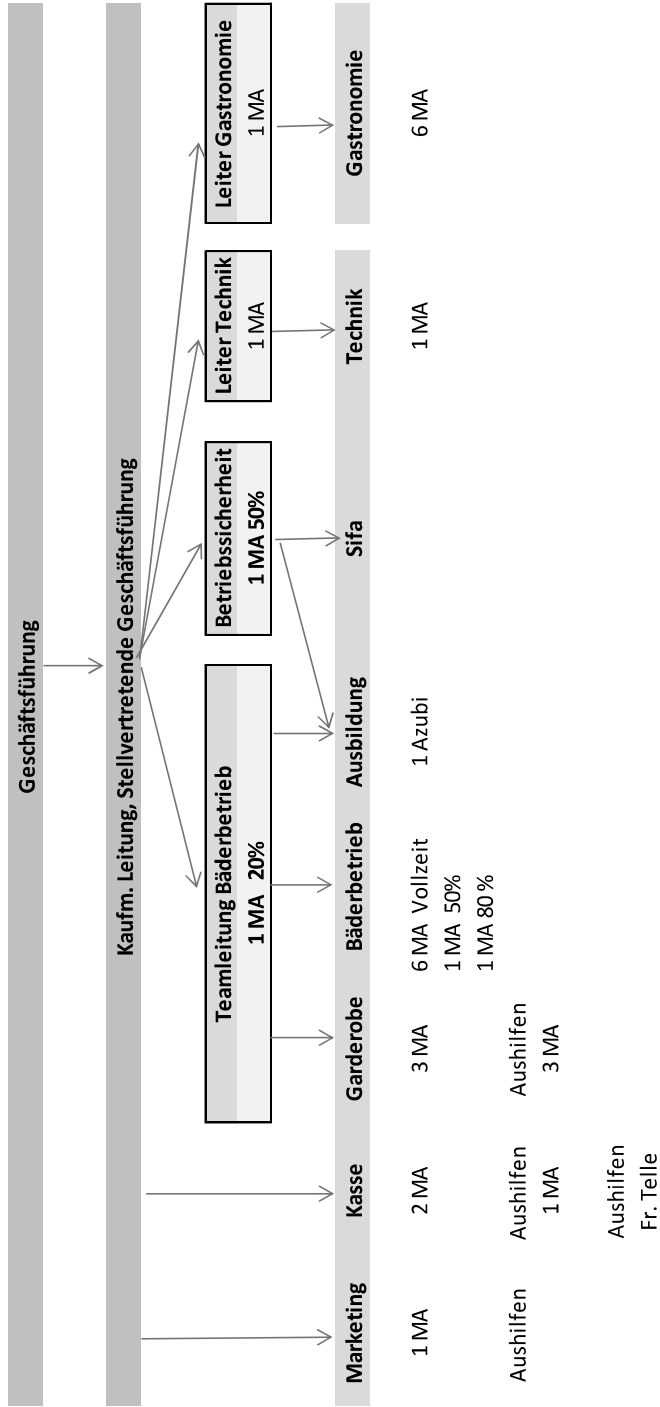 Geschäftsführung
Kaufm. Leitung, Stellvertretende Geschäftsführung
Teamleitung Bäderbetrieb
1 MA 20%
Betriebssicherheit
1 MA 50%
Leiter Technik
1 MA
Leiter Gastronomie
1 MA
Marketing
Kasse
Garderobe
Bäderbetrieb
Ausbildung
Sifa
Technik
Gastronomie
1 MA
2 MA
3 MA
6 MA Vollzeit
1 Azubi
1 MA
6 MA
1 MA 50%
1 MA 80 %
Aushilfen
Aushilfen
Aushilfen
1 MA
3 MA
Aushilfen
Fr. Telle